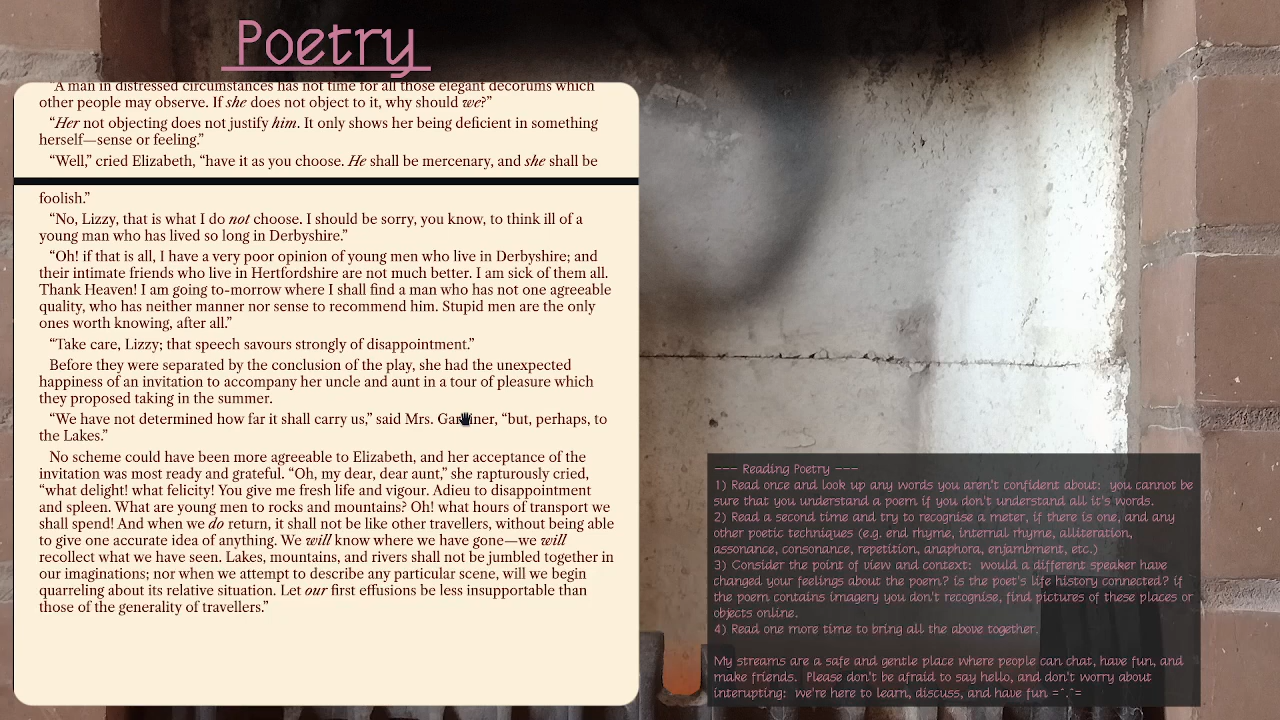 Poetry
“A man in distressed circumstances has not time for all those elegant decorums which
other people may observe. If she does not object to it, why should we?”
“Her not objecting does not justify him. It only shows her being deficient in something
herself—sense or feeling.”
“Well,” cried Elizabeth, “have it as you choose. He shall be mercenary, and she shall be
foolish.”
“No, Lizzy, that is what I do not choose. I should be sorry, you know, to think ill of a
young man who has lived so long in Derbyshire.”
“Oh! if that is all, I have a very poor opinion of young men who live in Derbyshire; and
their intimate friends who live in Hertfordshire are not much better. I am sick of them all.
Thank Heaven! I am going to-morrow where I shall find a man who has not one agreeable
quality, who has neither manner nor sense to recommend him. Stupid men are the only
ones worth knowing, after all.”
“Take care, Lizzy; that speech savours strongly of disappointment.”
Before they were separated by the conclusion of the play, she had the unexpected
happiness of an invitation to accompany her uncle and aunt in a tour of pleasure which
they proposed taking in the summer.
“We have not determined how far it shall carry us,” said Mrs. Gardiner, “but, perhaps, to
the Lakes.”
No scheme could have been more agreeable to Elizabeth, and her acceptance of the
invitation was most ready and grateful. “Oh, my dear, dear aunt,” she rapturously cried,
“what delight! what felicity! You give me fresh life and vigour. Adieu to disappointment
and spleen. What are young men to rocks and mountains? Oh! what hours of transport we
shall spend! And when we do return, it shall not be like other travellers, without being able
to give one accurate idea of anything. We will know where we have gone—we will
recollect what we have seen. Lakes, mountains, and rivers shall not be jumbled together in
our imaginations; nor when we attempt to describe any particular scene, will we begin
quarreling about its relative situation. Let our first effusions be less insupportable than
those of the generality of travellers.”
--- Reading Poetry ---
1) Read once and look up any words you aren't confident about: you cannot be
sure that you understand a poem if you don't understand all it's words.
2) Read a second time and try to recognise a meter, if there is one, and any
other poetic techniques (e.g. end rhyme, internal rhyme, alliteration,
assonance, consonance, repetition, anaphora, enjambment, etc.)
3) Consider the point of view and context: would a different speaker have
changed your feelings about the poem? is the poet's life history connected? if
the poem contains imagery you don't recognise, find pictures of these places or
objects online.
4) Read one more time to bring all the above together.
My streams are a safe and gentle place where people can chat, have fun, and
make friends. Please don't be afraid to say hello, and don't worry about
interupting: we're here to learn, discuss, and have fun =^.^=